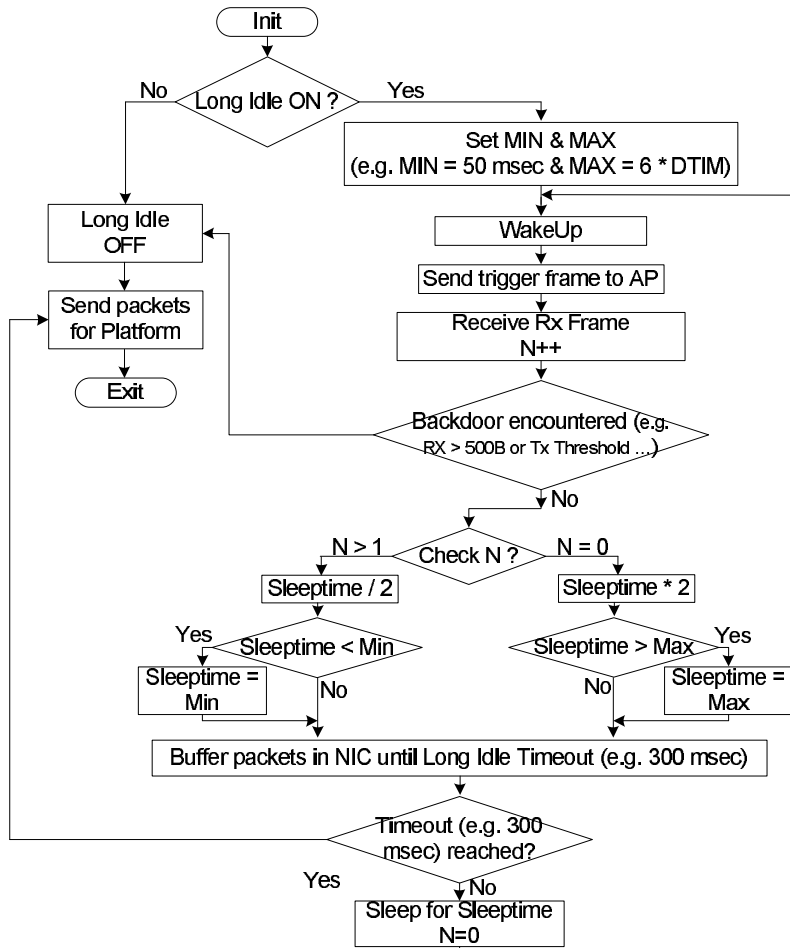 Init
Long Idle ON ?
No
Yes
Set MIN & MAX
(e.g. MIN = 50 msec & MAX = 6 * DTIM)
Long Idle
OFF
WakeUp
Send trigger frame to AP
Send packets
for Platform
Receive Rx Frame
N++
Exit
Backdoor encountered (e.g.
RX > 500B or Tx Threshold ...)
No
Check N ?
N > 1
N = 0
Sleeptime / 2
Sleeptime * 2
Yes
Sleeptime < Min
Sleeptime > Max
Yes
Sleeptime =
Min
No
No
Sleeptime =
Max
Buffer packets in NIC until Long Idle Timeout (e.g. 300 msec)
Timeout (e.g. 300
msec) reached?
Yes
No
Sleep for Sleeptime
N=0